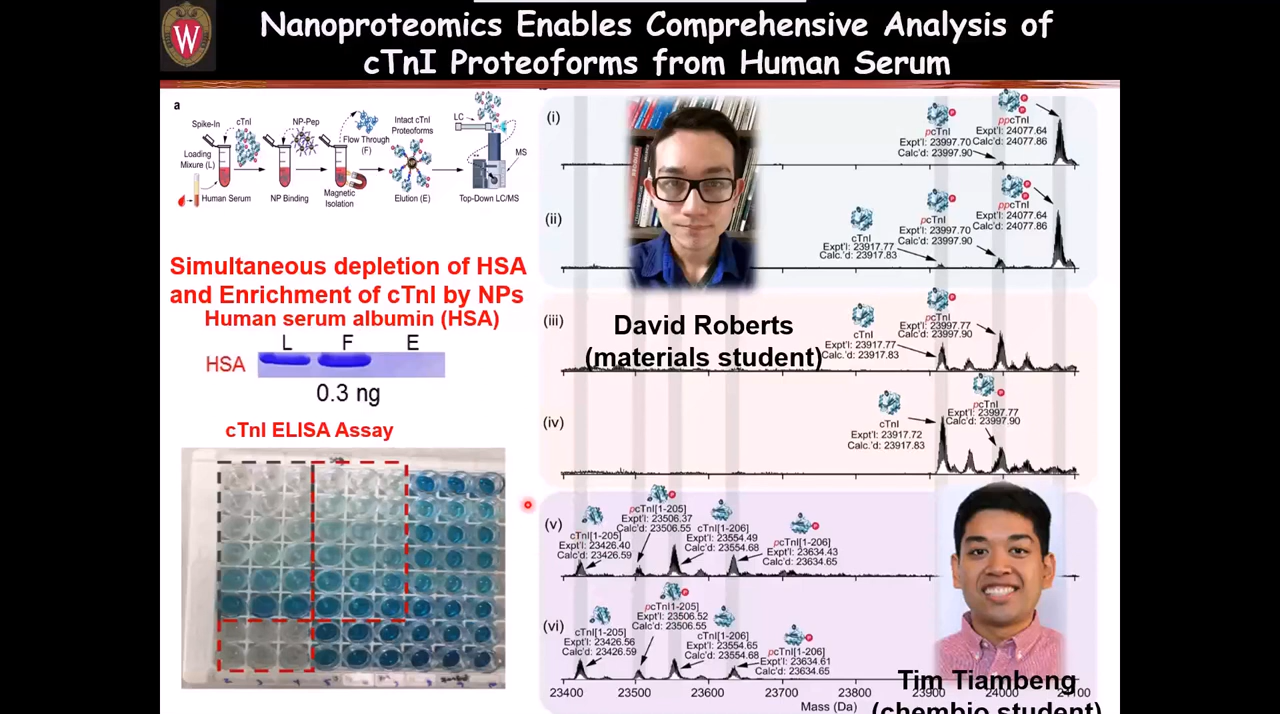 W
Nanoproteomics Enables Comprehensive Analysis of
cTnI Proteoforms from Human Serum
a
Spike-In
cTnI
NP-Pep
Flow Through
(F)
Intact cTnI
Proteoforms
LC
MS
Loading
Mixture (L)
Human Serum
NP Binding
Magnetic
Isolation
Elution (E)
Top-Down LC/MS
Simultaneous depletion of HSA
and Enrichment of cTnI by NPs
Human serum albumin (HSA)
L F E
HSA
0.3 ng
cTnI ELISA Assay
(i)
pcTnI
Expt'l: 23997.70
Calc'd: 23997.90
ppcTnI
Expt'l: 24077.64
Calc'd: 24077.86
(ii)
cTnI
Expt'l: 23917.77
Calc.'d: 23917.83
pcTnI
Expt'l: 23997.70
Calc'd: 23997.90
ppcTnI
Expt'l: 24077.64
Calc'd: 24077.86
David Roberts
(materials student)
(iii)
cTnI
Expt'l: 23917.77
Calc.'d: 23917.83
pcTnI
Expt'l: 23997.77
Calc'd: 23997.90
(iv)
cTnI
Expt'l: 23917.72
Calc.'d: 23917.83
pcTnI
Expt'l: 23997.77
Calc'd: 23997.90
(v)
cTnI[1-205]
Expt'l: 23426.40
Calc'd: 23426.59
pcTnI[1-205]
Expt'l: 23506.37
Calc'd: 23506.55
cTnI[1-206]
Expt'l: 23554.49
Calc'd: 23554.68
pcTnI[1-206]
Expt'l: 23634.43
Calc'd: 23634.65
(vi)
cTnI[1-205]
Expt'l: 23426.56
Calc'd: 23426.59
pcTnI[1-205]
Expt'l: 23506.52
Calc'd: 23506.55
cTnI[1-206]
Expt'l: 23554.65
Calc'd: 23554.68
pcTnI[1-206]
Expt'l: 23634.61
Calc'd: 23634.65
Tim Tiambeng
(chembio student)
23400 23500 23600 23700 23800 23900 24000 24100
Mass (Da)